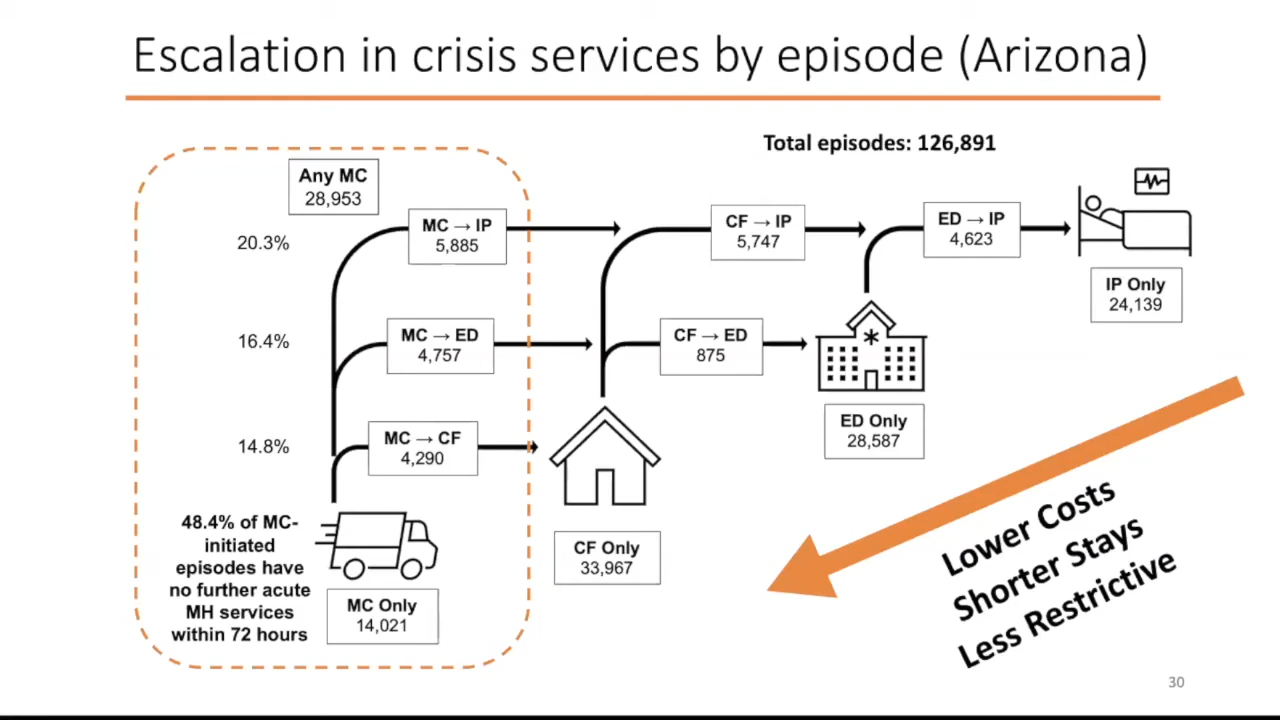 Escalation in crisis services by episode (Arizona)
Total episodes: 126,891
Any MC
28,953
20.3%
MC → IP
5,885
CF → IP
5,747
ED → IP
4,623
IP Only
24,139
16.4%
MC → ED
4,757
CF → ED
875
ED Only
28,587
14.8%
MC → CF
4,290
CF Only
33,967
48.4% of MC-
initiated
episodes have
no further acute
MH services
within 72 hours
MC Only
14,021
Lower Costs
Shorter Stays
Less Restrictive
30